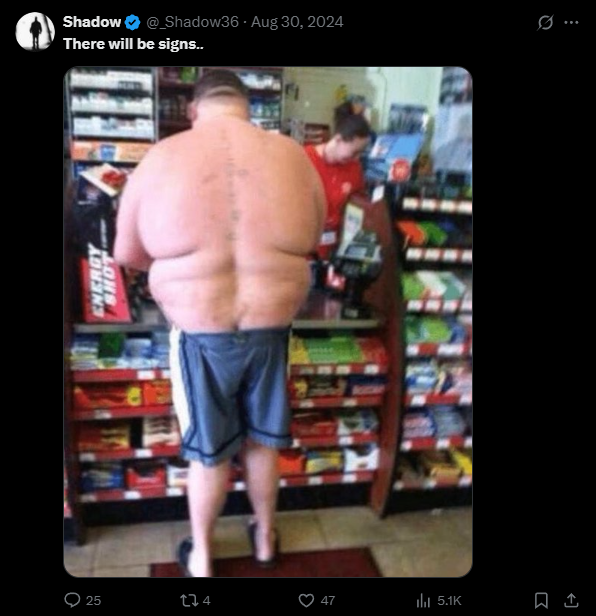 Shadow @_Shadow36 · Aug 30, 2024
There will be signs..
ENERGY
SHOT
25 4 47 5.1K